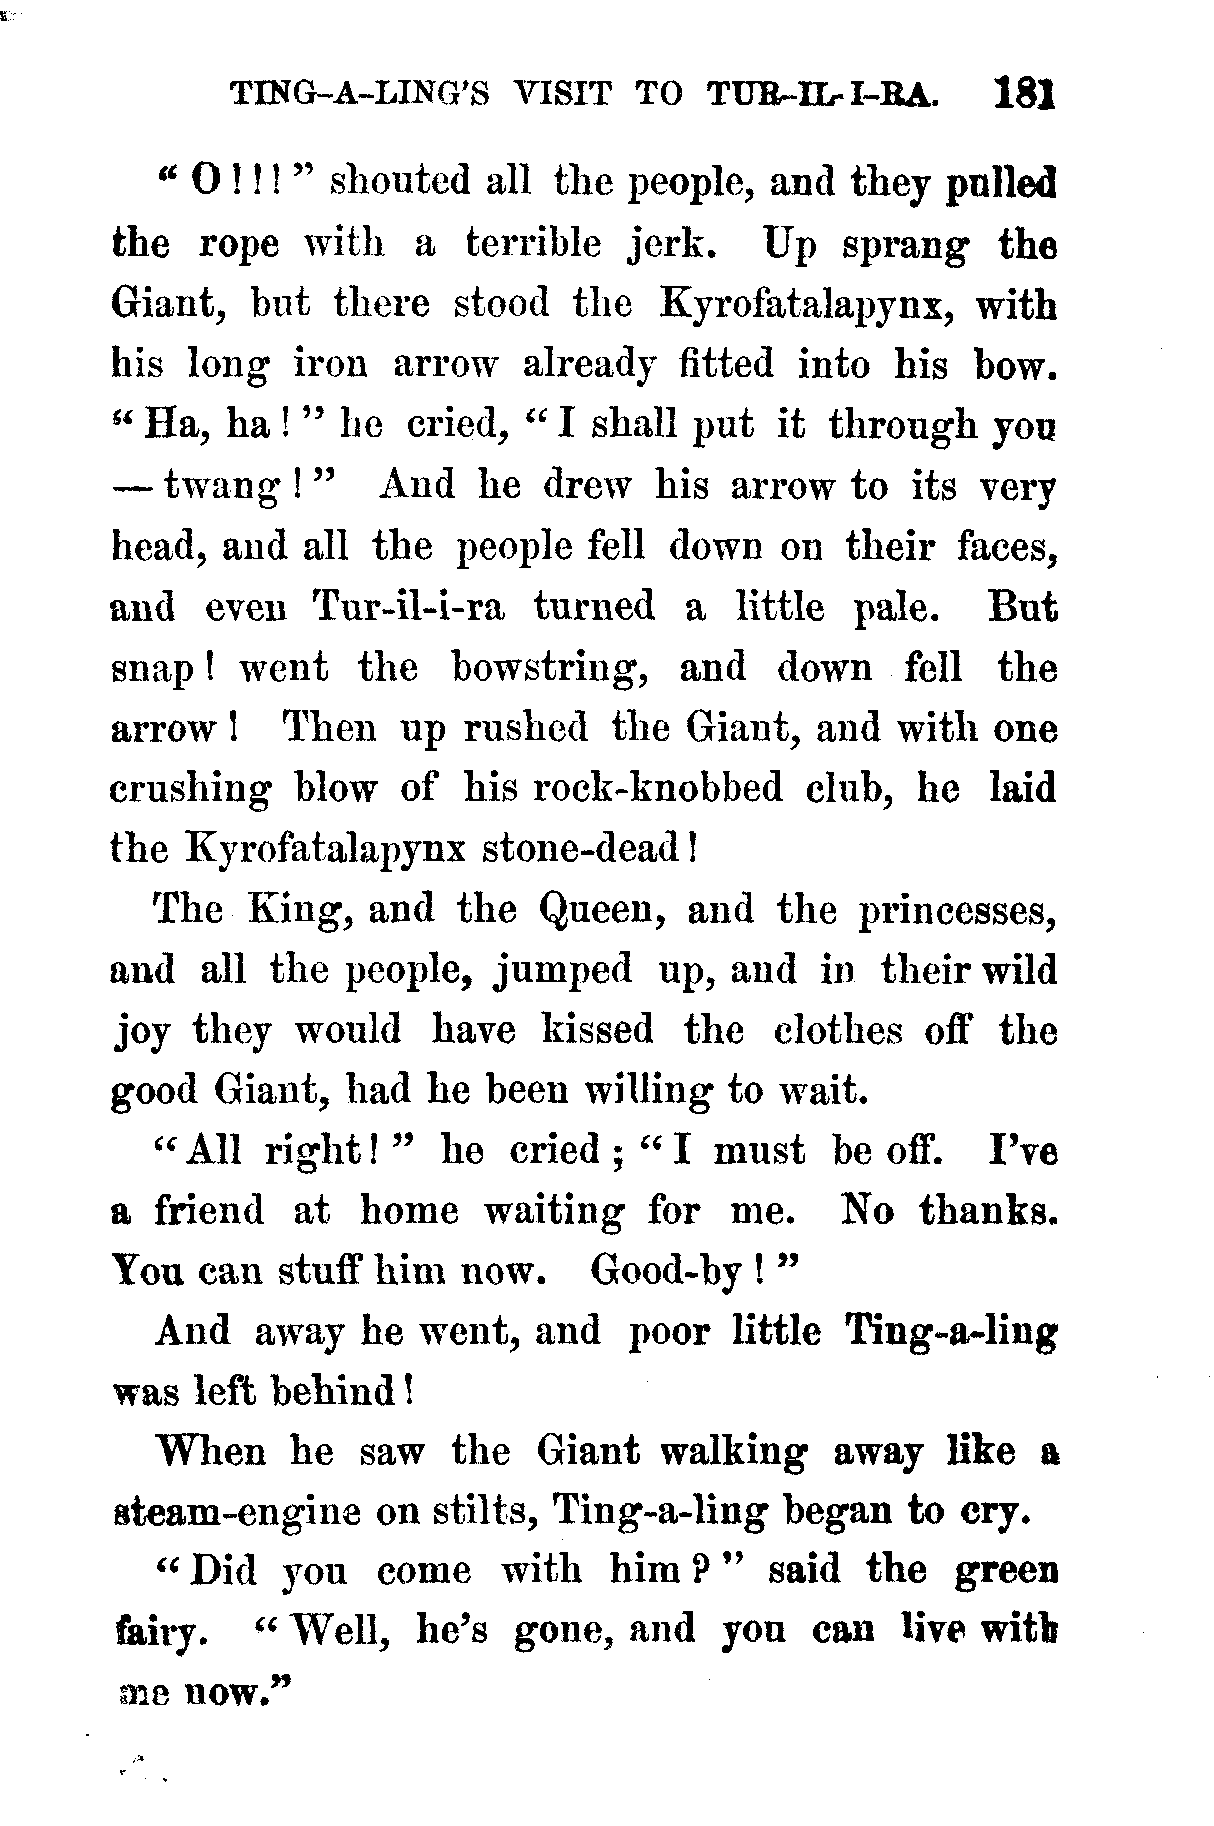 TING-A-LING'S VISIT TO TUR-IL-I-RA. 181
“ O ! ! ! ” shouted all the people, and they pulled
the rope with a terrible jerk. Up sprang the
Giant, but there stood the Kyrofatalapynx, with
his long iron arrow already fitted into his bow.
“ Ha, ha ! ” he cried, “ I shall put it through you
— twang ! ” And he drew his arrow to its very
head, and all the people fell down on their faces,
and even Tur-il-i-ra turned a little pale. But
snap ! went the bowstring, and down fell the
arrow ! Then up rushed the Giant, and with one
crushing blow of his rock-knobbed club, he laid
the Kyrofatalapynx stone-dead !
The King, and the Queen, and the princesses,
and all the people, jumped up, and in their wild
joy they would have kissed the clothes off the
good Giant, had he been willing to wait.
“ All right ! ” he cried ; “ I must be off. I’ve
a friend at home waiting for me. No thanks.
You can stuff him now. Good-by ! ”
And away he went, and poor little Ting-a-ling
was left behind !
When he saw the Giant walking away like a
steam-engine on stilts, Ting-a-ling began to cry.
“ Did you come with him ? ” said the green
fairy. “ Well, he’s gone, and you can live with
me now.”